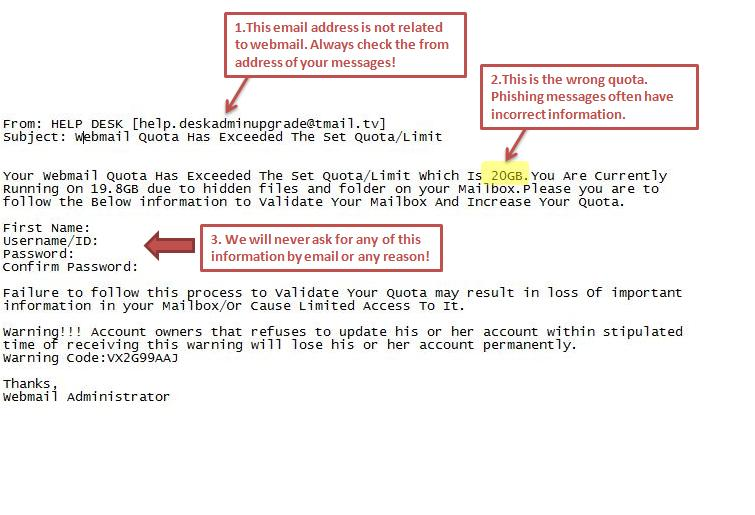 1.This email address is not related
to webmail. Always check the from
address of your messages!
2.This is the wrong quota.
Phishing messages often have
incorrect information.
From: HELP DESK [help.deskadminupgrade@tmail.tv]
Subject: Webmail Quota Has Exceeded The Set Quota/Limit
Your Webmail Quota Has Exceeded The Set Quota/Limit Which Is 20GB.You Are Currently
Running On 19.8GB due to hidden files and folder on your Mailbox.Please you are to
follow the Below information to Validate Your Mailbox And Increase Your Quota.
First Name:
Username/ID:
Password:
Confirm Password:
3. We will never ask for any of this
information by email or any reason!
Failure to follow this process to Validate Your Quota may result in loss Of important
information in your Mailbox/Or Cause Limited Access To It.
Warning!!! Account owners that refuses to update his or her account within stipulated
time of receiving this warning will lose his or her account permanently.
Warning Code:VX2G99AAJ
Thanks,
Webmail Administrator